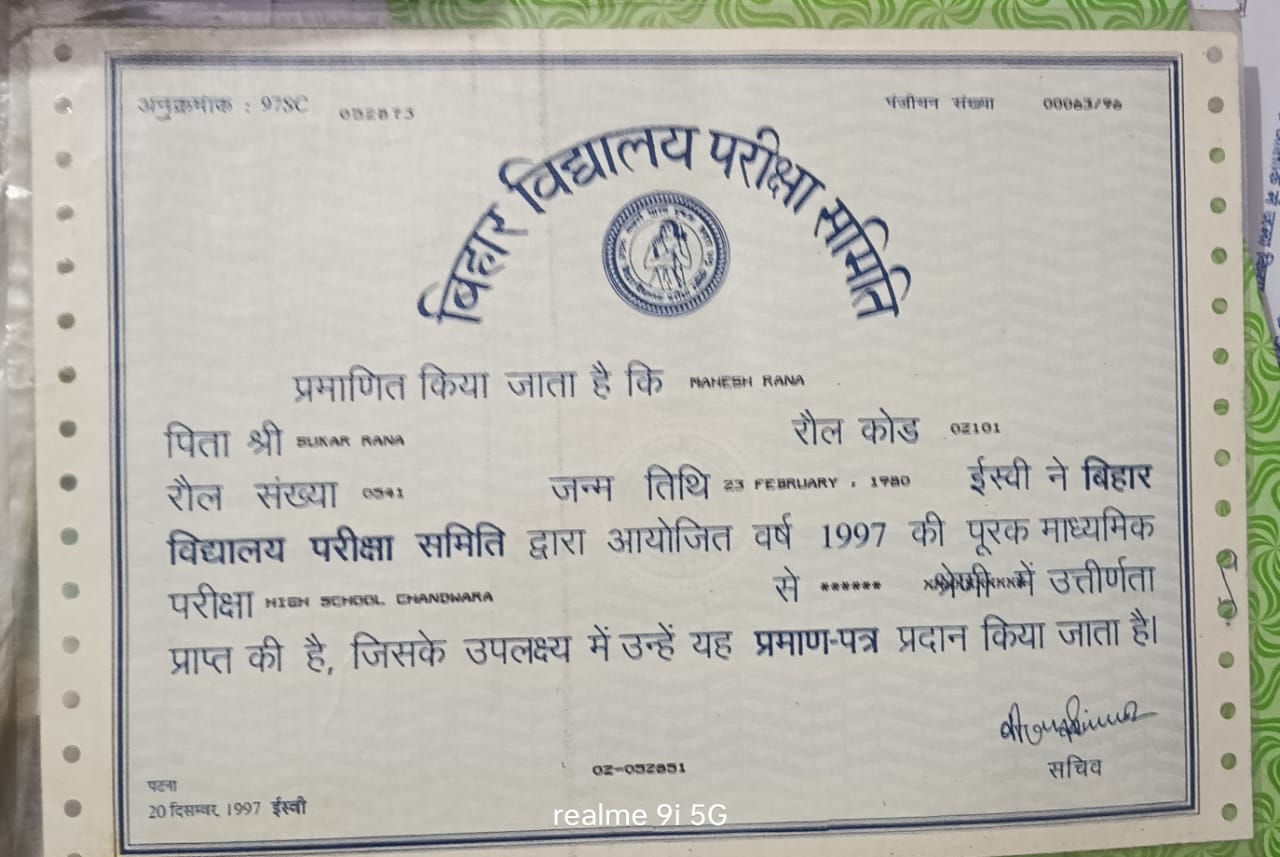 अनुक्रमांक : 97SC 052873 पंजीयन संख्या 00063/96
बिहार विद्यालय परीक्षा समिति
प्रमाणित किया जाता है कि MAHESH RANA
पिता श्री SUKAR RANA रौल कोड 02101
रौल संख्या 0541 जन्म तिथि 23 FEBRUARY , 1980 ईस्वी ने बिहार
विद्यालय परीक्षा समिति द्वारा आयोजित वर्ष 1997 की पूरक माध्यमिक
परीक्षा HIGH SCHOOL CHANDWARA से ****** श्रेणी में उत्तीर्णता
प्राप्त की है, जिसके उपलक्ष्य में उन्हें यह प्रमाण-पत्र प्रदान किया जाता है।
सचिव
02-052851
पटना
20 दिसम्बर, 1997 ईस्वी
realme 9i 5G